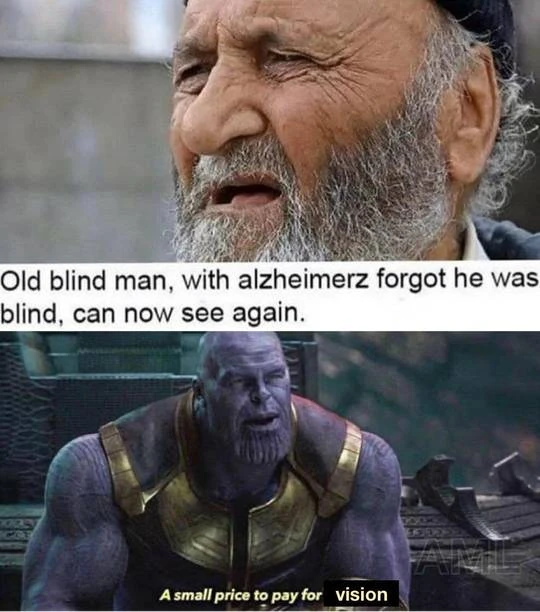 Old blind man, with alzheimerz forgot he was
blind, can now see again.
A small price to pay for vision